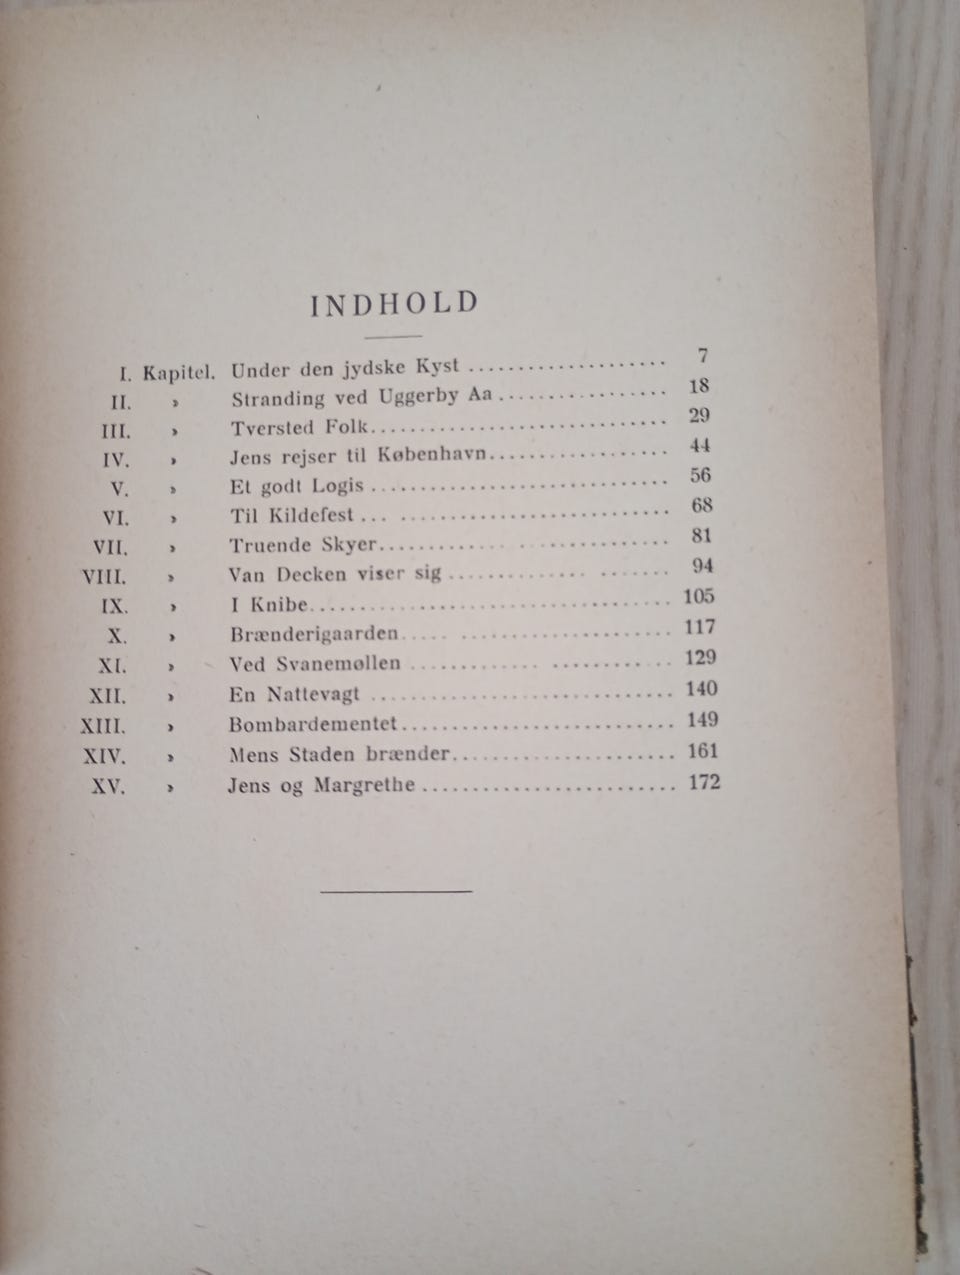 INDHOLD
I. Kapitel. Under den jydske Kyst ..................... 7
II. » Stranding ved Uggerby Aa ................. 18
III. » Tversted Folk.............................. 29
IV. » Jens rejser til København.................. 44
V. » Et godt Logis .............................. 56
VI. » Til Kildefest ... .......................... 68
VII. » Truende Skyer............................. 81
VIII. » Van Decken viser sig ..................... 94
IX. » I Knibe.................................... 105
X. » Brænderigaarden..... ...................... 117
XI. » Ved Svanemøllen .......................... 129
XII. » En Nattevagt ............................. 140
XIII. » Bombardementet.......................... 149
XIV. » Mens Staden brænder...................... 161
XV. » Jens og Margrethe ......................... 172